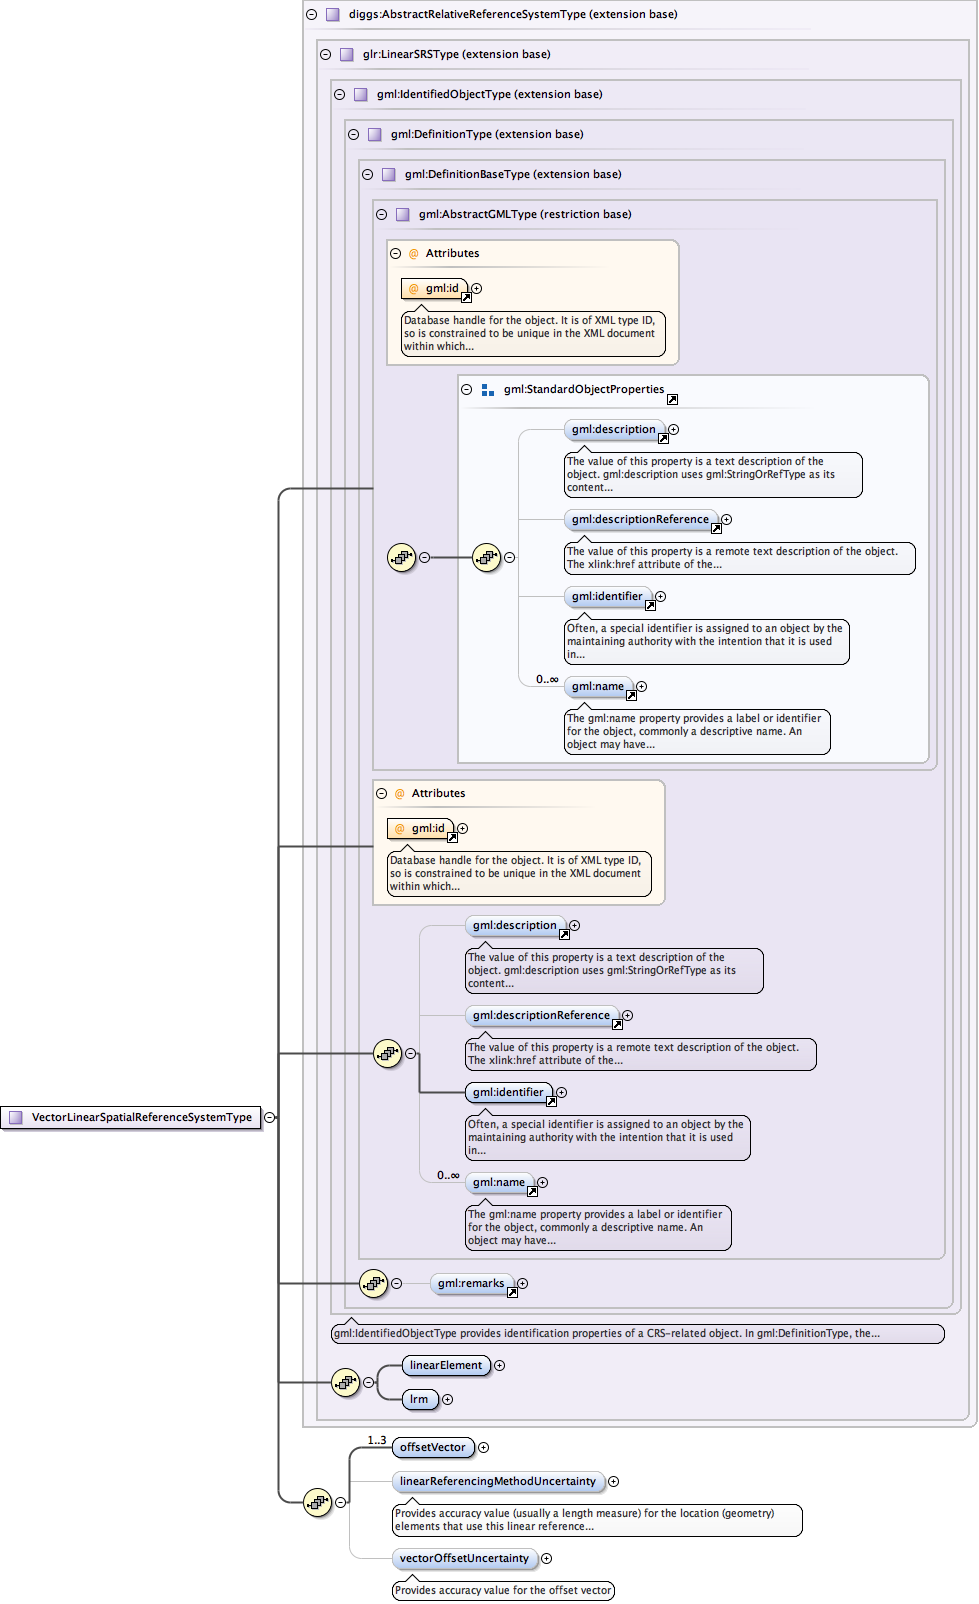 diggs:AbstractRelativeReferenceSystemType (extension base)
glr:LinearSRSType (extension base)
gml:IdentifiedObjectType (extension base)
gml:DefinitionType (extension base)
gml:DefinitionBaseType (extension base)
gml:AbstractGMLType (restriction base)
@ Attributes
@ gml:id
Database handle for the object. It is of XML type ID,
so is constrained to be unique in the XML document
within which...
gml:StandardObjectProperties
gml:description
The value of this property is a text description of the
object. gml:description uses gml:StringOrRefType as its
content...
gml:descriptionReference
The value of this property is a remote text description of the object.
The xlink:href attribute of the...
gml:identifier
Often, a special identifier is assigned to an object by the
maintaining authority with the intention that it is used
in...
0..∞
gml:name
The gml:name property provides a label or identifier
for the object, commonly a descriptive name. An
object may have...
@ Attributes
@ gml:id
Database handle for the object. It is of XML type ID,
so is constrained to be unique in the XML document
within which...
gml:description
The value of this property is a text description of the
object. gml:description uses gml:StringOrRefType as its
content...
gml:descriptionReference
The value of this property is a remote text description of the object.
The xlink:href attribute of the...
gml:identifier
Often, a special identifier is assigned to an object by the
maintaining authority with the intention that it is used
in...
VectorLinearSpatialReferenceSystemType
0..∞
gml:name
The gml:name property provides a label or identifier
for the object, commonly a descriptive name. An
object may have...
gml:remarks
gml:IdentifiedObjectType provides identification properties of a CRS-related object. In gml:DefinitionType, the...
linearElement
lrm
1..3
offsetVector
linearReferencingMethodUncertainty
Provides accuracy value (usually a length measure) for the location (geometry)
elements that use this linear reference...
vectorOffsetUncertainty
Provides accuracy value for the offset vector